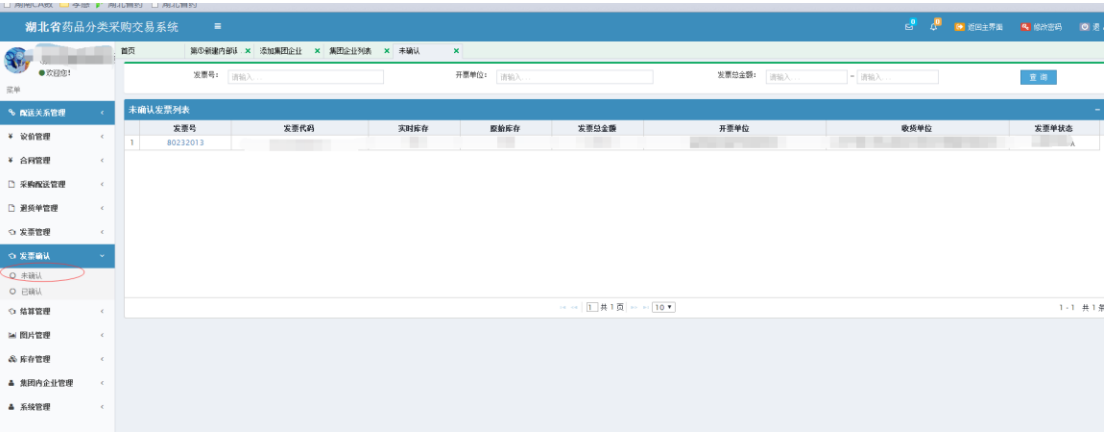 湖北省药品分类采购交易系统
返回主界面 修改密码
欢迎您!
首页 添加集团企业 集团企业列表 未确认
菜单
发票号: 请输入... 开票单位: 请输入... 发票总金额: 请输入... - 请输入... 查 询
配送关系管理
未确认发票列表
发票号 发票代码 实时库存 原始库存 发票总金额 开票单位 收货单位 发票单状态
1 80232013
议价管理
合同管理
采购配送管理
退货单管理
发票管理
发票确认
未确认
已确认
结算管理
1 共 1 页 10
1 - 1 共 1 条
图片管理
库存管理
集团内企业管理
系统管理